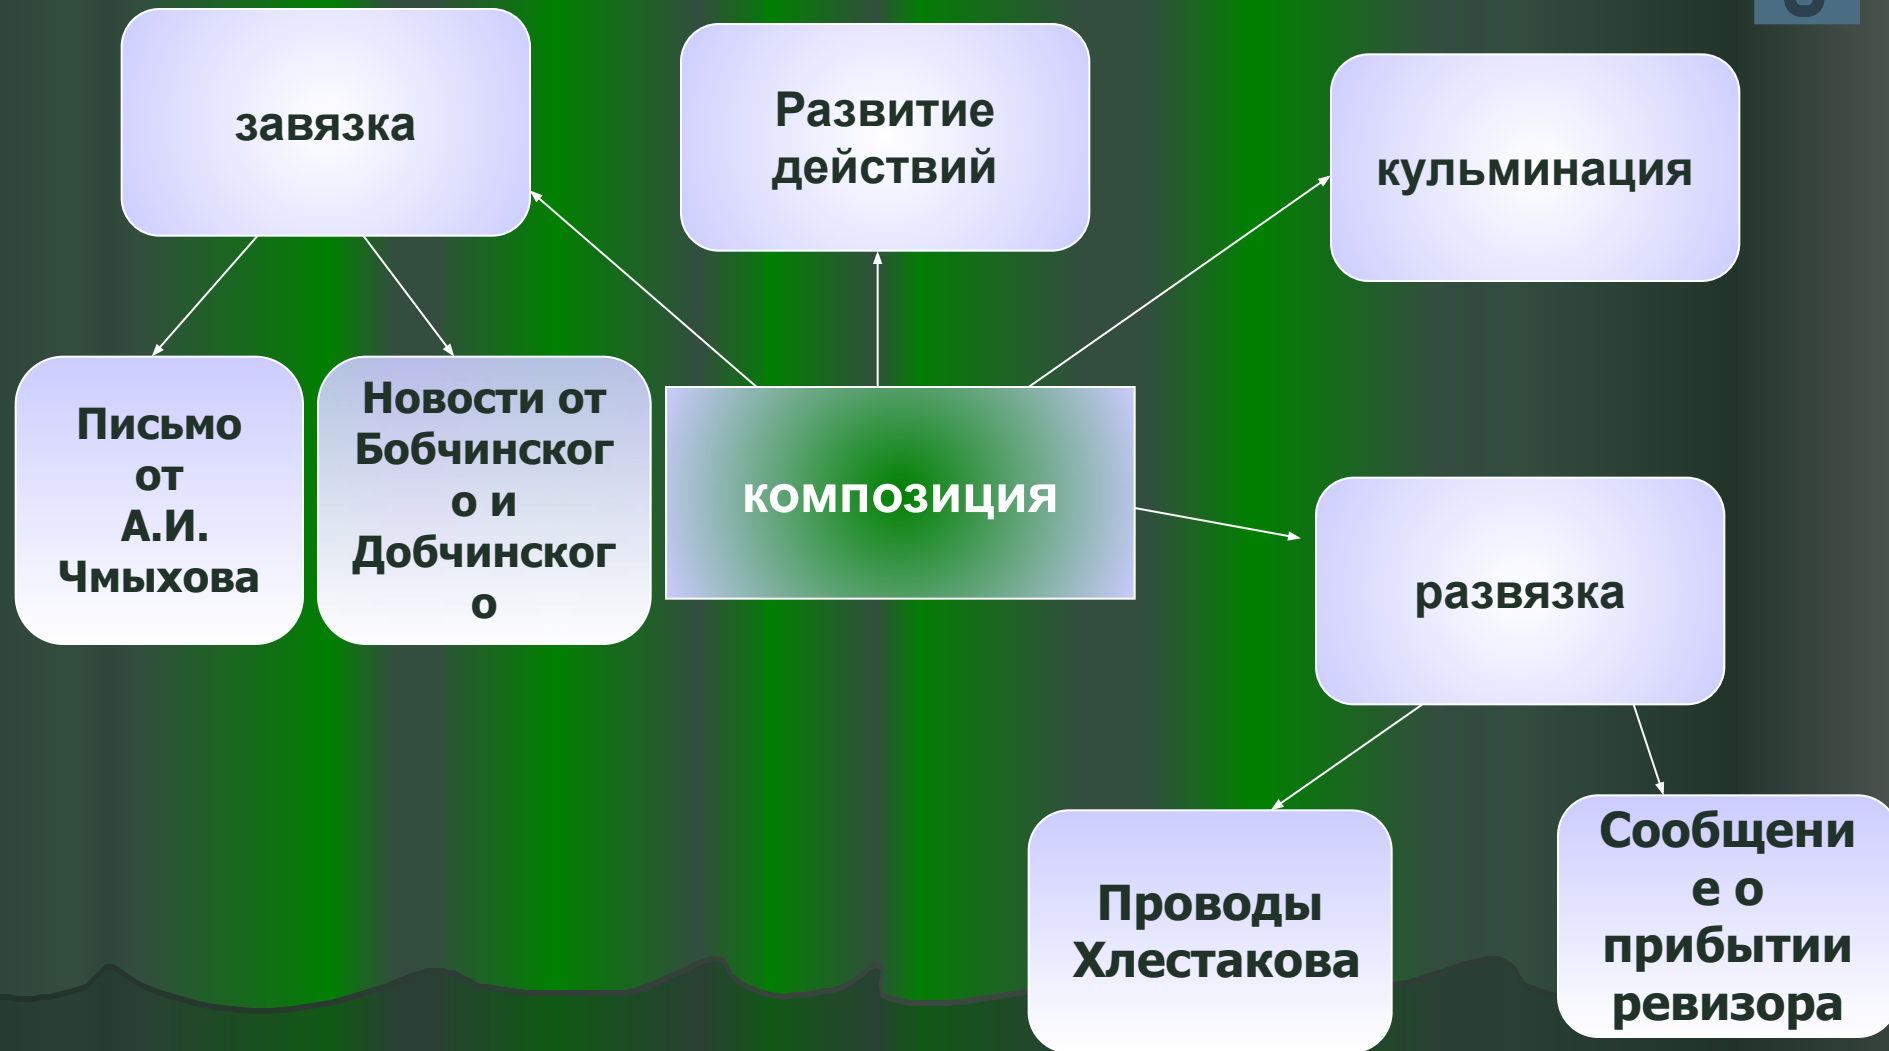 завязка
Развитие
действий
кульминация
Письмо
от
А.И.
Чмыхова
Новости от
Бобчинског
о и
Добчинског
о
композиция
развязка
Проводы
Хлестакова
Сообщени
е о
прибытии
ревизора